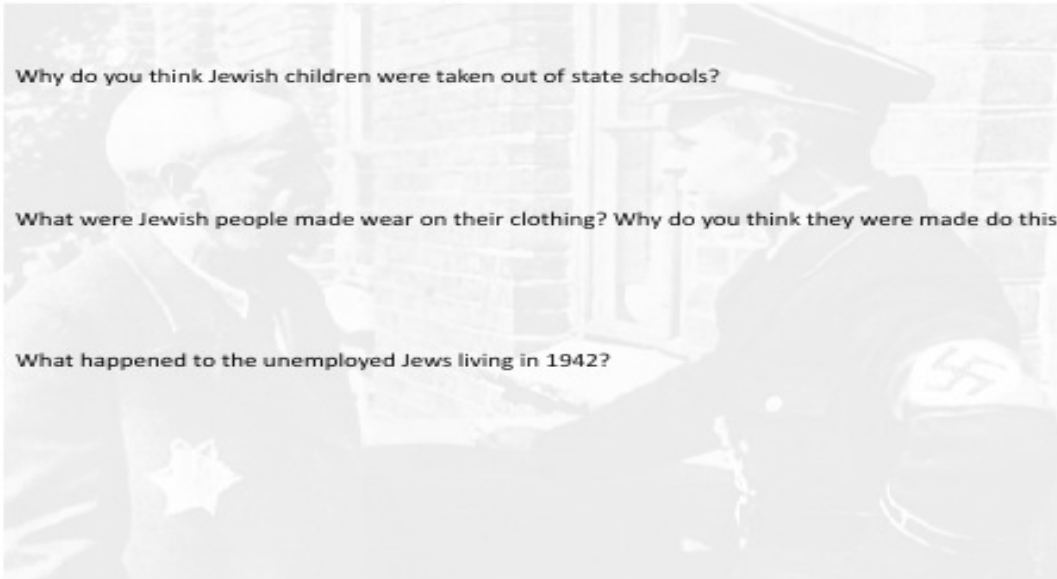 Why do you think Jewish children were taken out of state schools?
What were Jewish people made wear on their clothing? Why do you think they were made do this
What happened to the unemployed Jews living in 1942?